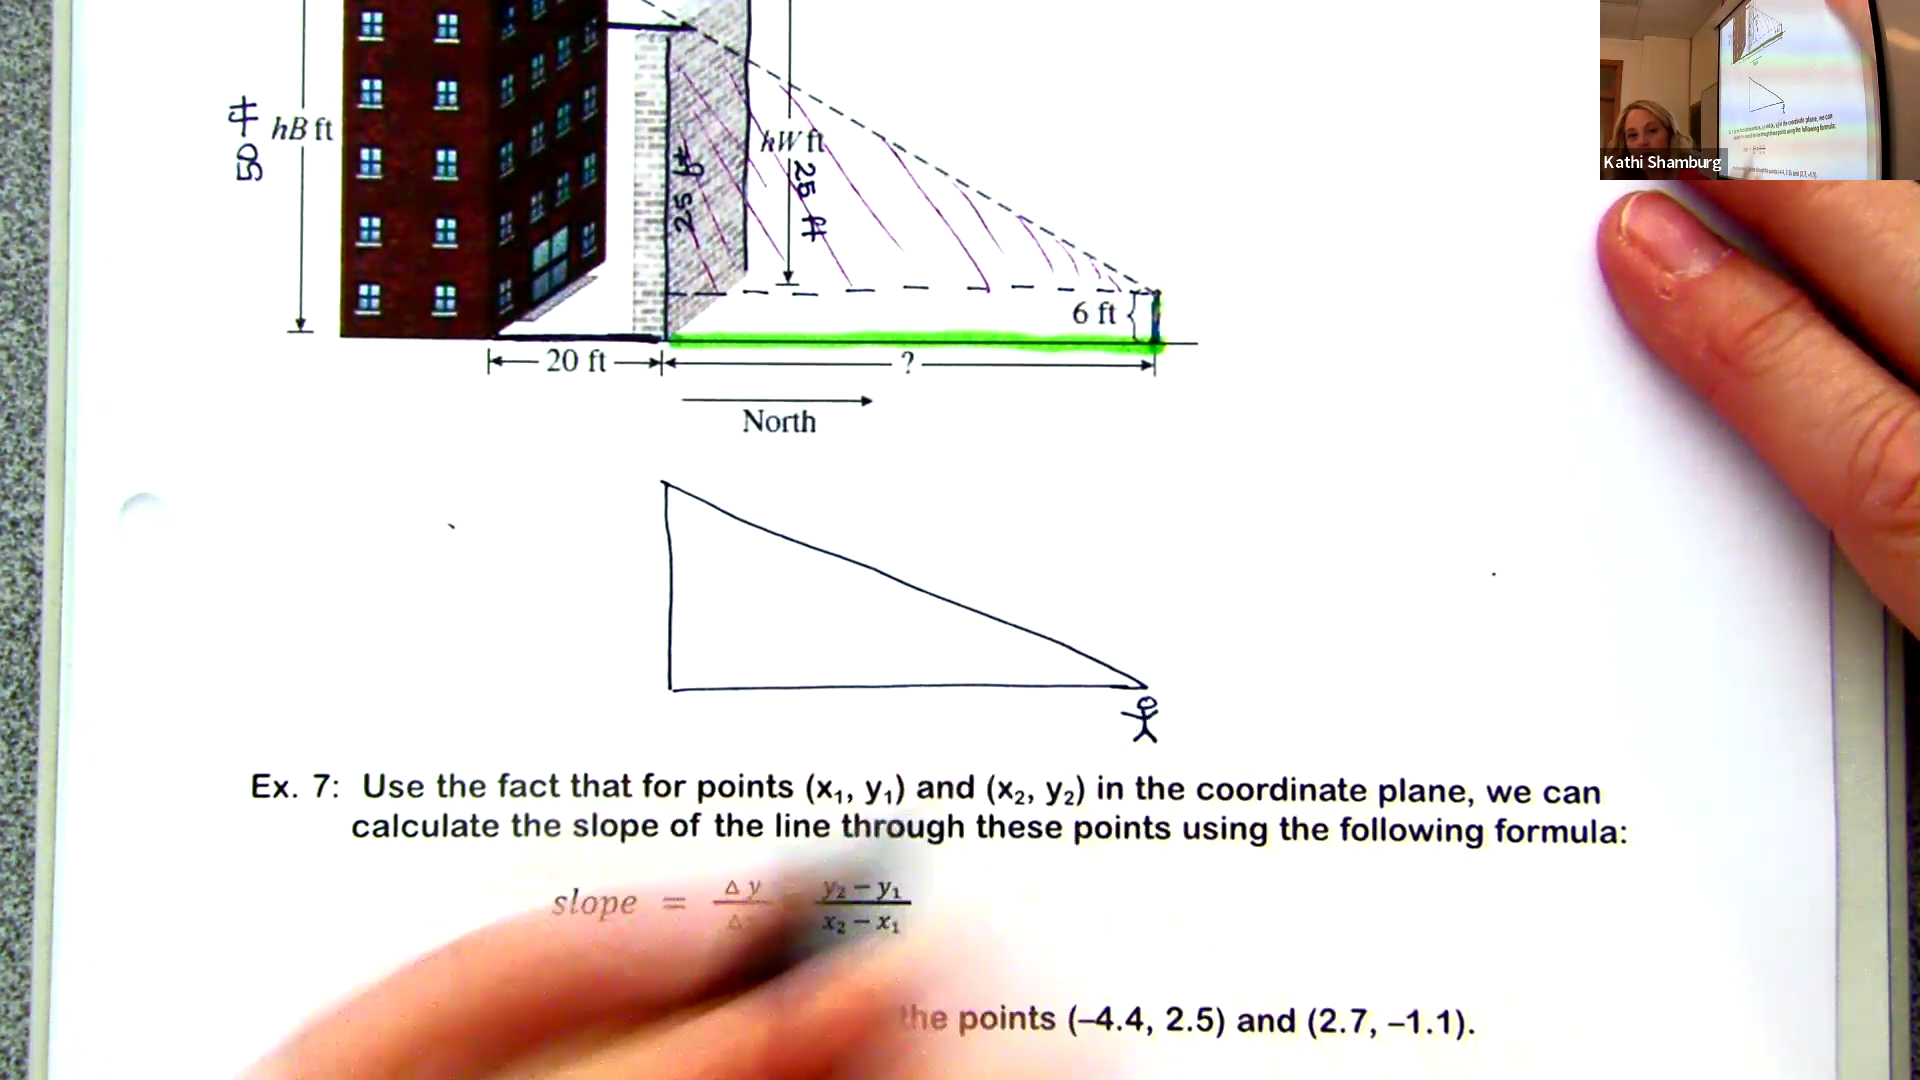 50 ft
hB ft
25 ft
hW ft
25 ft
6 ft
20 ft
?
North
Ex. 7: Use the fact that for points (x₁, y₁) and (x₂, y₂) in the coordinate plane, we can
calculate the slope of the line through these points using the following formula:
slope = Δ y / Δ y₂ − y₁ / x₂ − x₁
the points (–4.4, 2.5) and (2.7, –1.1).
Kathi Shamburg